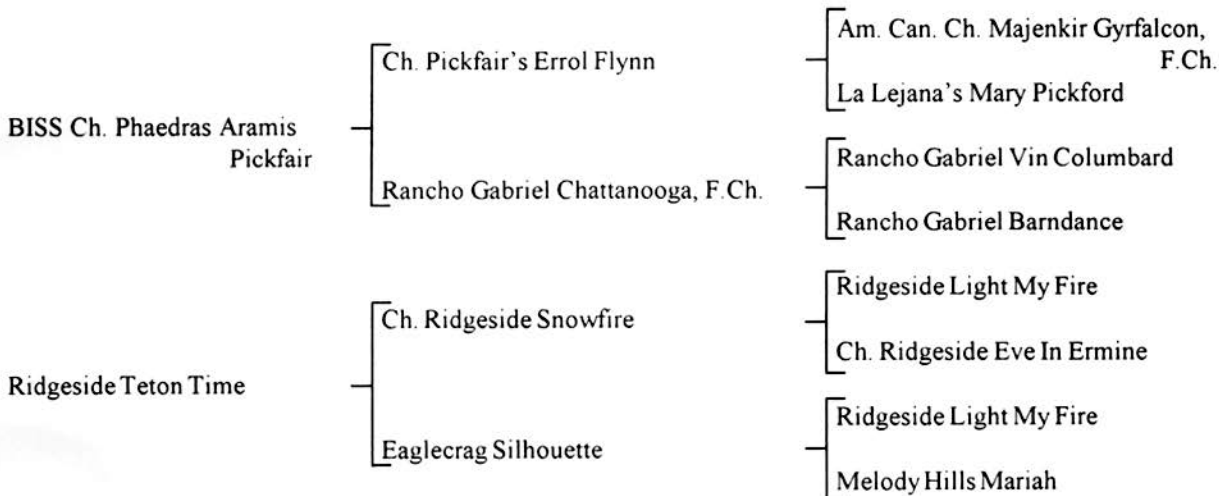 BISS Ch. Phaedras Aramis
Pickfair
Ch. Pickfair's Errol Flynn
Am. Can. Ch. Majenkir Gyrfalcon,
F.Ch.
La Lejana's Mary Pickford
Rancho Gabriel Chattanooga, F.Ch.
Rancho Gabriel Vin Columbard
Rancho Gabriel Barndance
Ridgeside Teton Time
Ch. Ridgeside Snowfire
Ridgeside Light My Fire
Ch. Ridgeside Eve In Ermine
Eaglecrag Silhouette
Ridgeside Light My Fire
Melody Hills Mariah